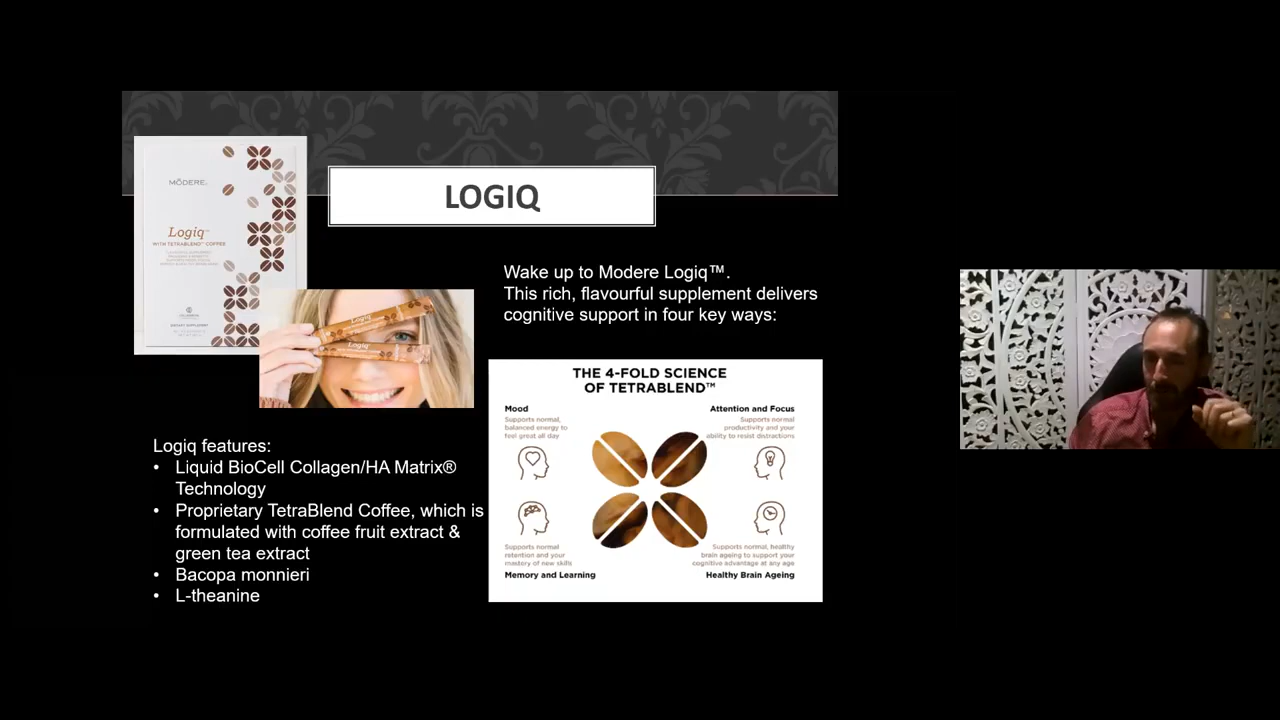 LOGIQ
MODERE
Logiq™
WITH TETRABLEND™ COFFEE
DIETARY SUPPLEMENT
Logiq
Logiq
Wake up to Modere Logiq™.
This rich, flavourful supplement delivers
cognitive support in four key ways:
THE 4-FOLD SCIENCE
OF TETRABLEND™
Mood
Supports normal,
balanced energy to
feel great all day
Attention and Focus
Supports normal
productivity and your
ability to resist distractions
Supports normal
retention and your
mastery of new skills
Memory and Learning
Supports normal, healthy
brain ageing to support your
cognitive advantage at any age
Healthy Brain Ageing
Logiq features:
• Liquid BioCell Collagen/HA Matrix®
Technology
• Proprietary TetraBlend Coffee, which is
formulated with coffee fruit extract &
green tea extract
• Bacopa monnieri
• L-theanine